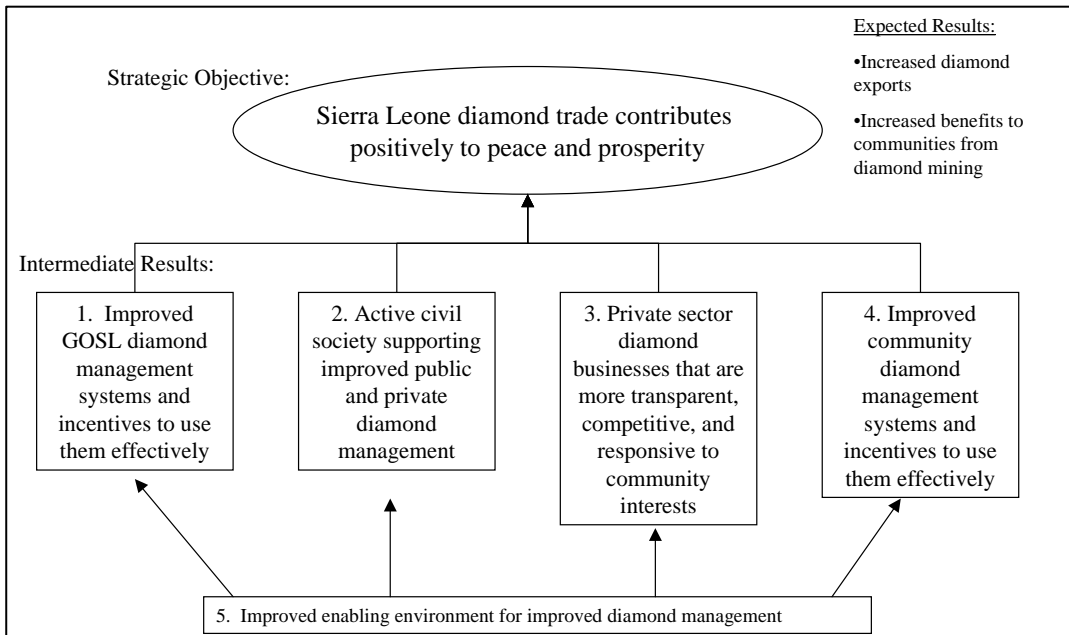 Expected Results:
•Increased diamond
exports
•Increased benefits to
communities from
diamond mining
Strategic Objective:
Sierra Leone diamond trade contributes
positively to peace and prosperity
Intermediate Results:
1. Improved
GOSL diamond
management
systems and
incentives to use
them effectively
2. Active civil
society supporting
improved public
and private
diamond
management
3. Private sector
diamond
businesses that are
more transparent,
competitive, and
responsive to
community
interests
4. Improved
community
diamond
management
systems and
incentives to use
them effectively
5. Improved enabling environment for improved diamond management